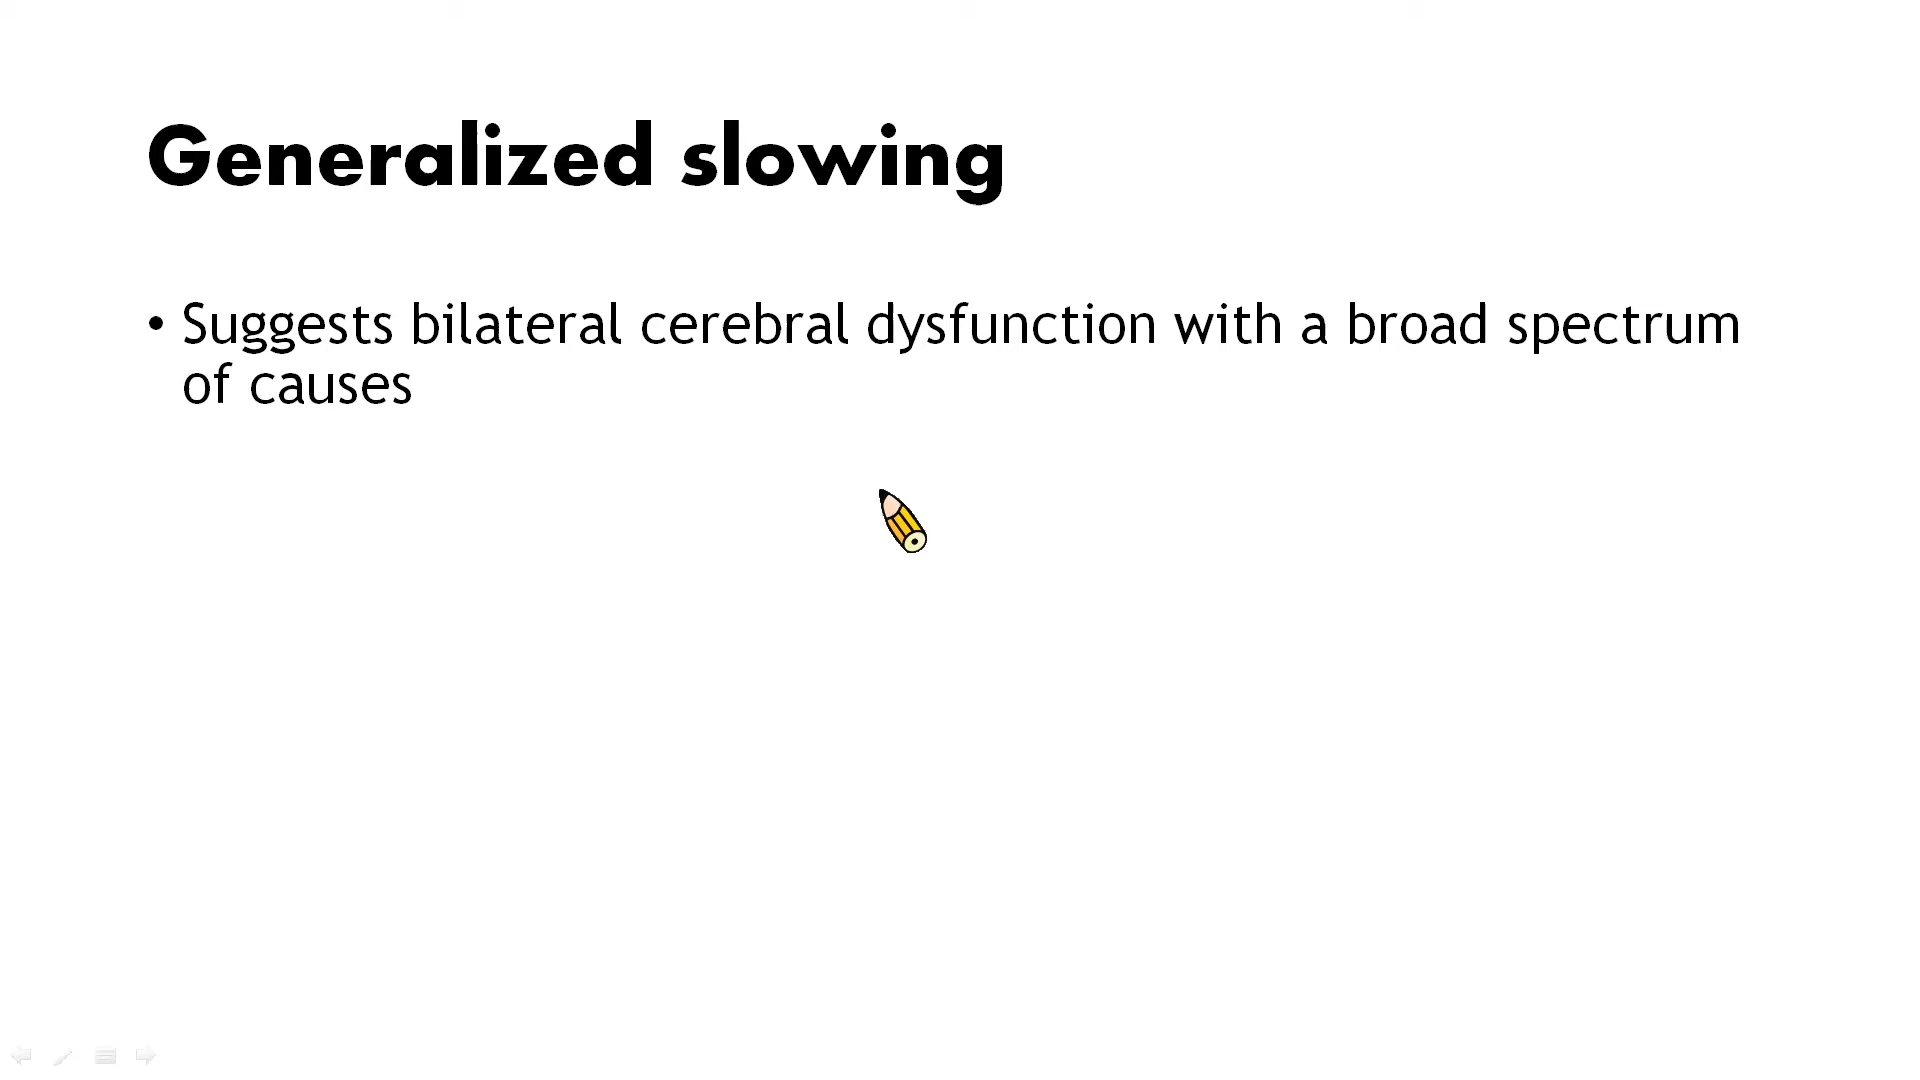 Generalized slowing
• Suggests bilateral cerebral dysfunction with a broad spectrum
of causes